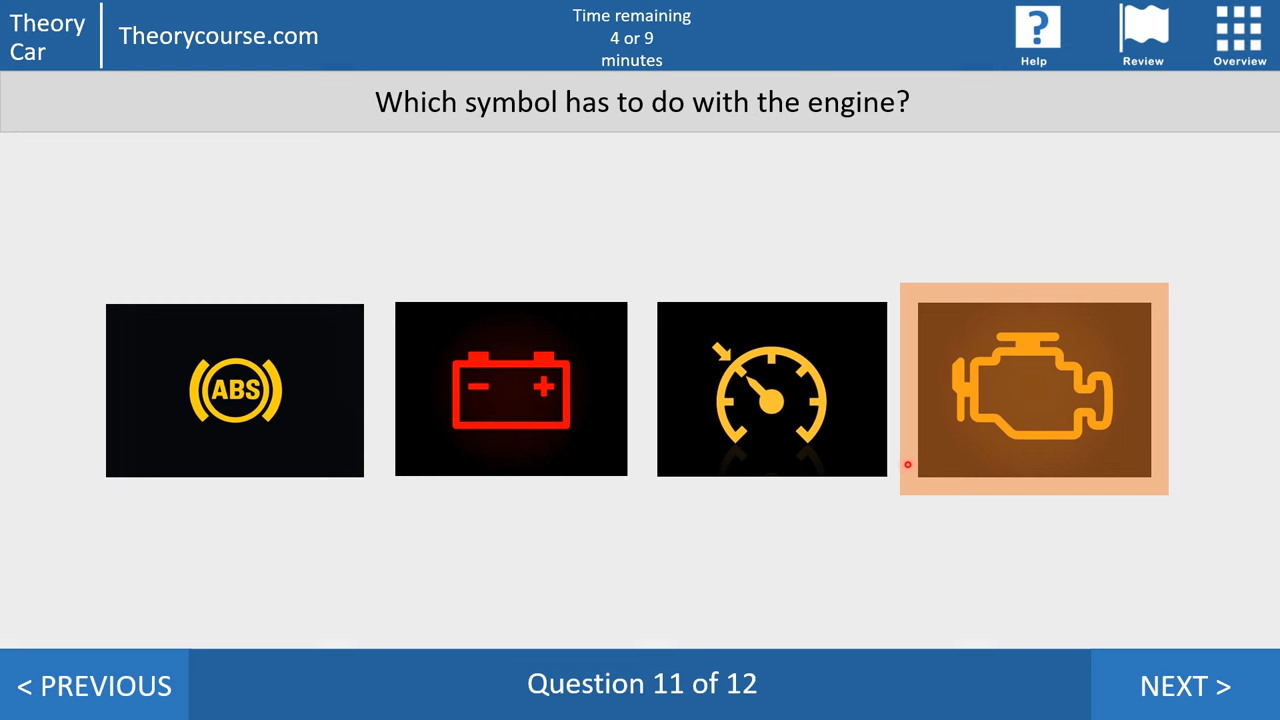 Theory
Car
Theorycourse.com
Time remaining
4 or 9
minutes
?
Help
Review
Overview
Which symbol has to do with the engine?
ABS
- +
< PREVIOUS
Question 11 of 12
NEXT >